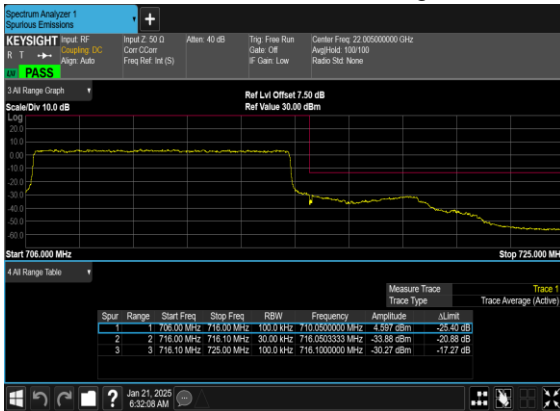 Spectrum Analyzer 1
Spurious Emissions
+
KEYSIGHT
R T
LM PASS
Input: RF
Coupling: DC
Align: Auto
Input Z: 50 Ω
Corr CCorr
Freq Ref: Int (S)
Atten: 40 dB
Trig: Free Run
Gate: Off
IF Gain: Low
Center Freq: 22.005000000 GHz
Avg|Hold: 100/100
Radio Std: None
3 All Range Graph
Scale/Div 10.0 dB
Ref Lvl Offset 7.50 dB
Ref Value 30.00 dBm
Log
20.0
10.0
0.00
-10.0
-20.0
-30.0
-40.0
-50.0
-60.0
Start 706.000 MHz
Stop 725.000 MHz
4 All Range Table
Measure Trace Trace 1
Trace Type Trace Average (Active)
Spur Range Start Freq Stop Freq RBW Frequency Amplitude ΔLimit
1 1 706.00 MHz 716.00 MHz 100.0 kHz 710.0500000 MHz 4.597 dBm -25.40 dB
2 2 716.00 MHz 716.10 MHz 30.00 kHz 716.0503333 MHz -33.88 dBm -20.88 dB
3 3 716.10 MHz 725.00 MHz 100.0 kHz 716.1000000 MHz -30.27 dBm -17.27 dB
?
Jan 21, 2025
6:32:08 AM